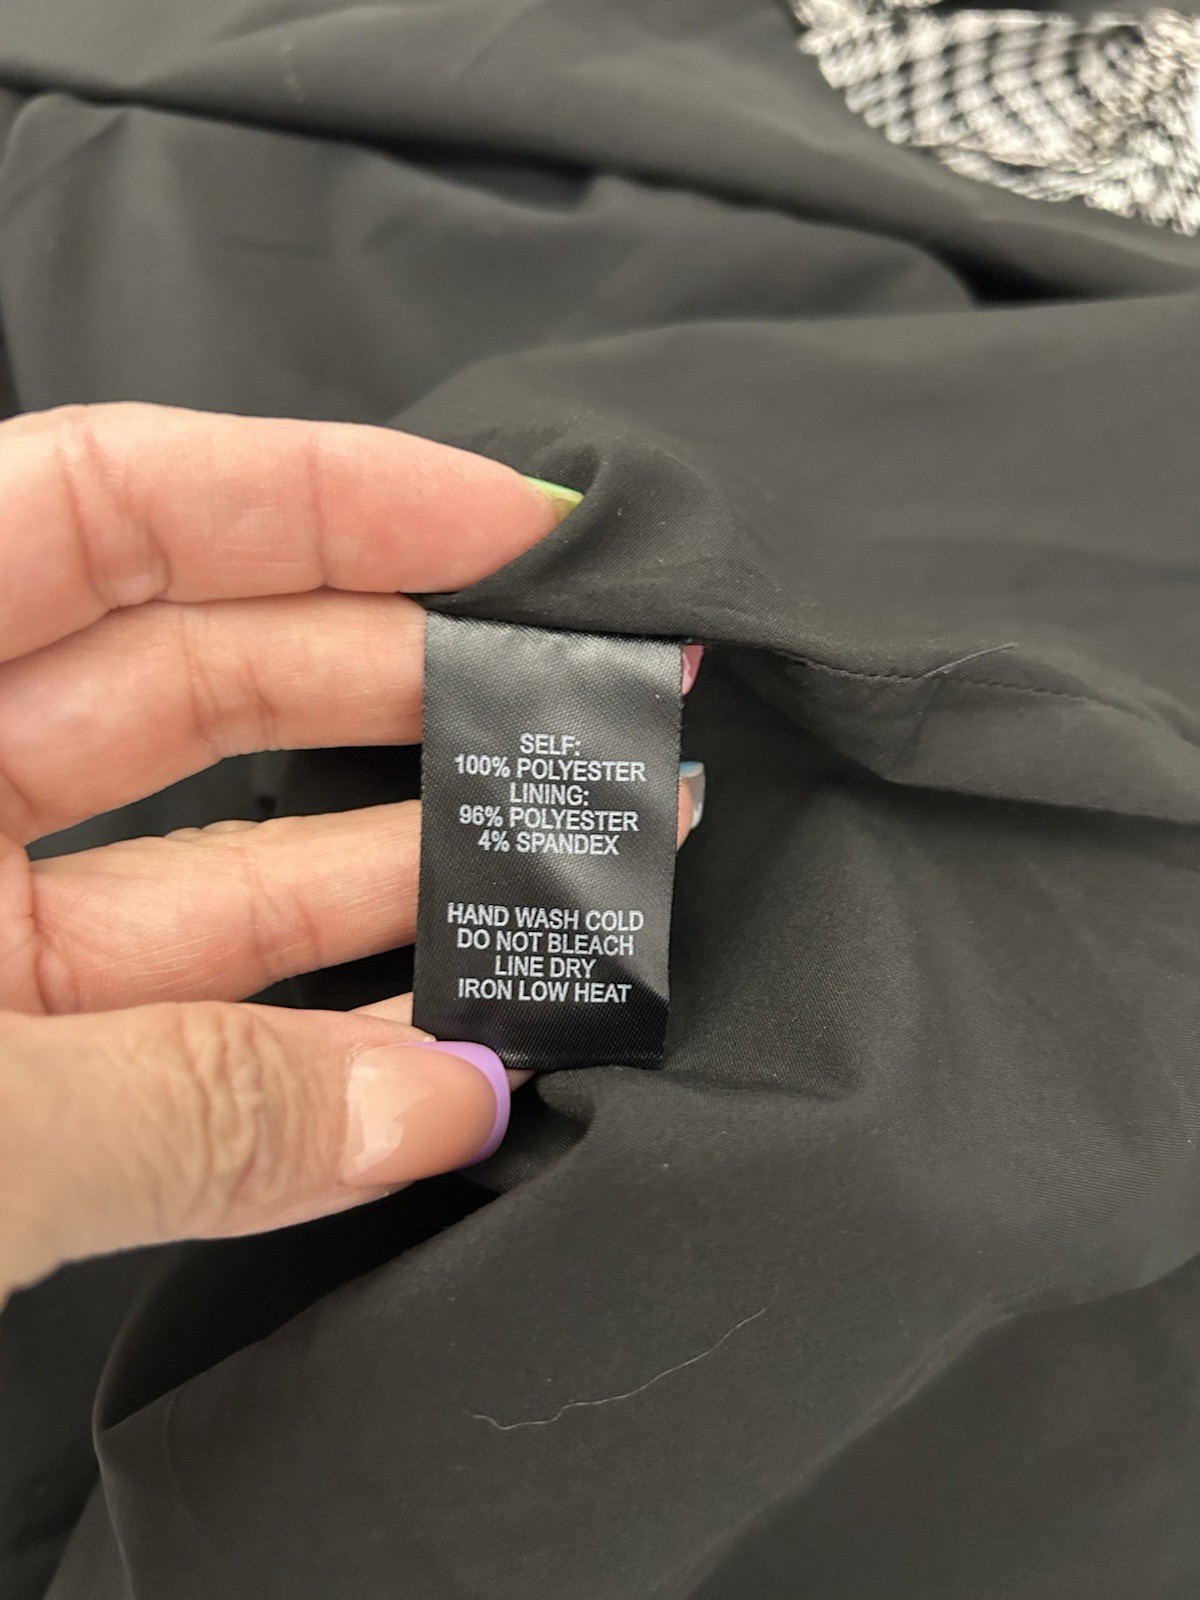 SELF:
100% POLYESTER
LINING:
96% POLYESTER
4% SPANDEX
HAND WASH COLD
DO NOT BLEACH
LINE DRY
IRON LOW HEAT